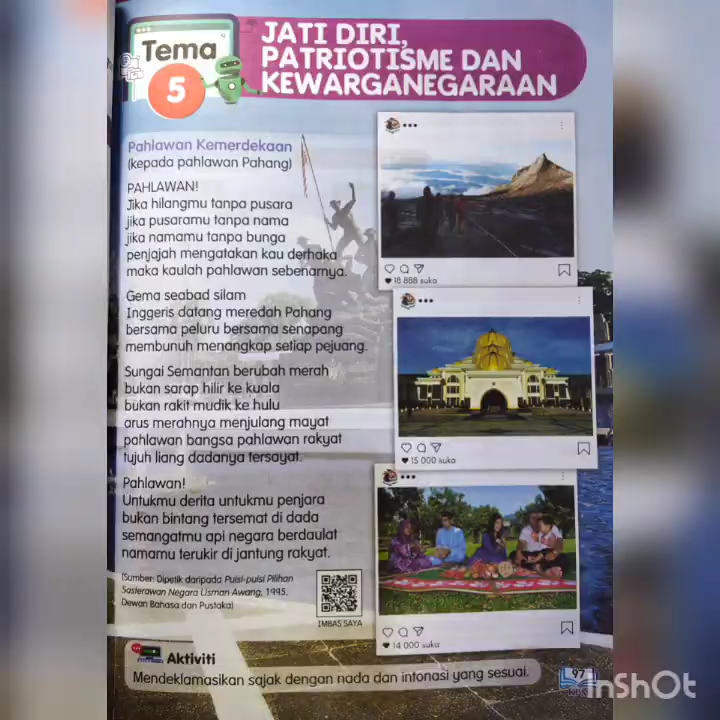 Tema
5
JATI DIRI,
PATRIOTISME DAN
KEWARGANEGARAAN
Pahlawan Kemerdekaan
(kepada pahlawan Pahang)
PAHLAWAN!
Jika hilangmu tanpa pusara
jika pusaramu tanpa nama
jika namamu tanpa bunga
penjajah mengatakan kau derhaka
maka kaulah pahlawan sebenarnya.
Gema seabad silam
Inggeris datang meredah Pahang
bersama peluru bersama senapang
membunuh menangkap setiap pejuang.
Sungai Semantan berubah merah
bukan sarap hilir ke kuala
bukan rakit mudik ke hulu
arus merahnya menjulang mayat
pahlawan bangsa pahlawan rakyat
tujuh liang dadanya tersayat.
Pahlawan!
Untukmu derita untukmu penjara
bukan bintang tersemat di dada
semangatmu api negara berdaulat
namamu terukir di jantung rakyat.
(Sumber: Dipetik daripada Puisi-puisi Pilihan
Sasterawan Negara Usman Awang, 1995.
Dewan Bahasa dan Pustaka)
IMBAS SAYA
18 888 suka
15 000 suka
14 000 suka
Aktiviti
Mendeklamasikan sajak dengan nada dan intonasi yang sesuai.
97
InshOt